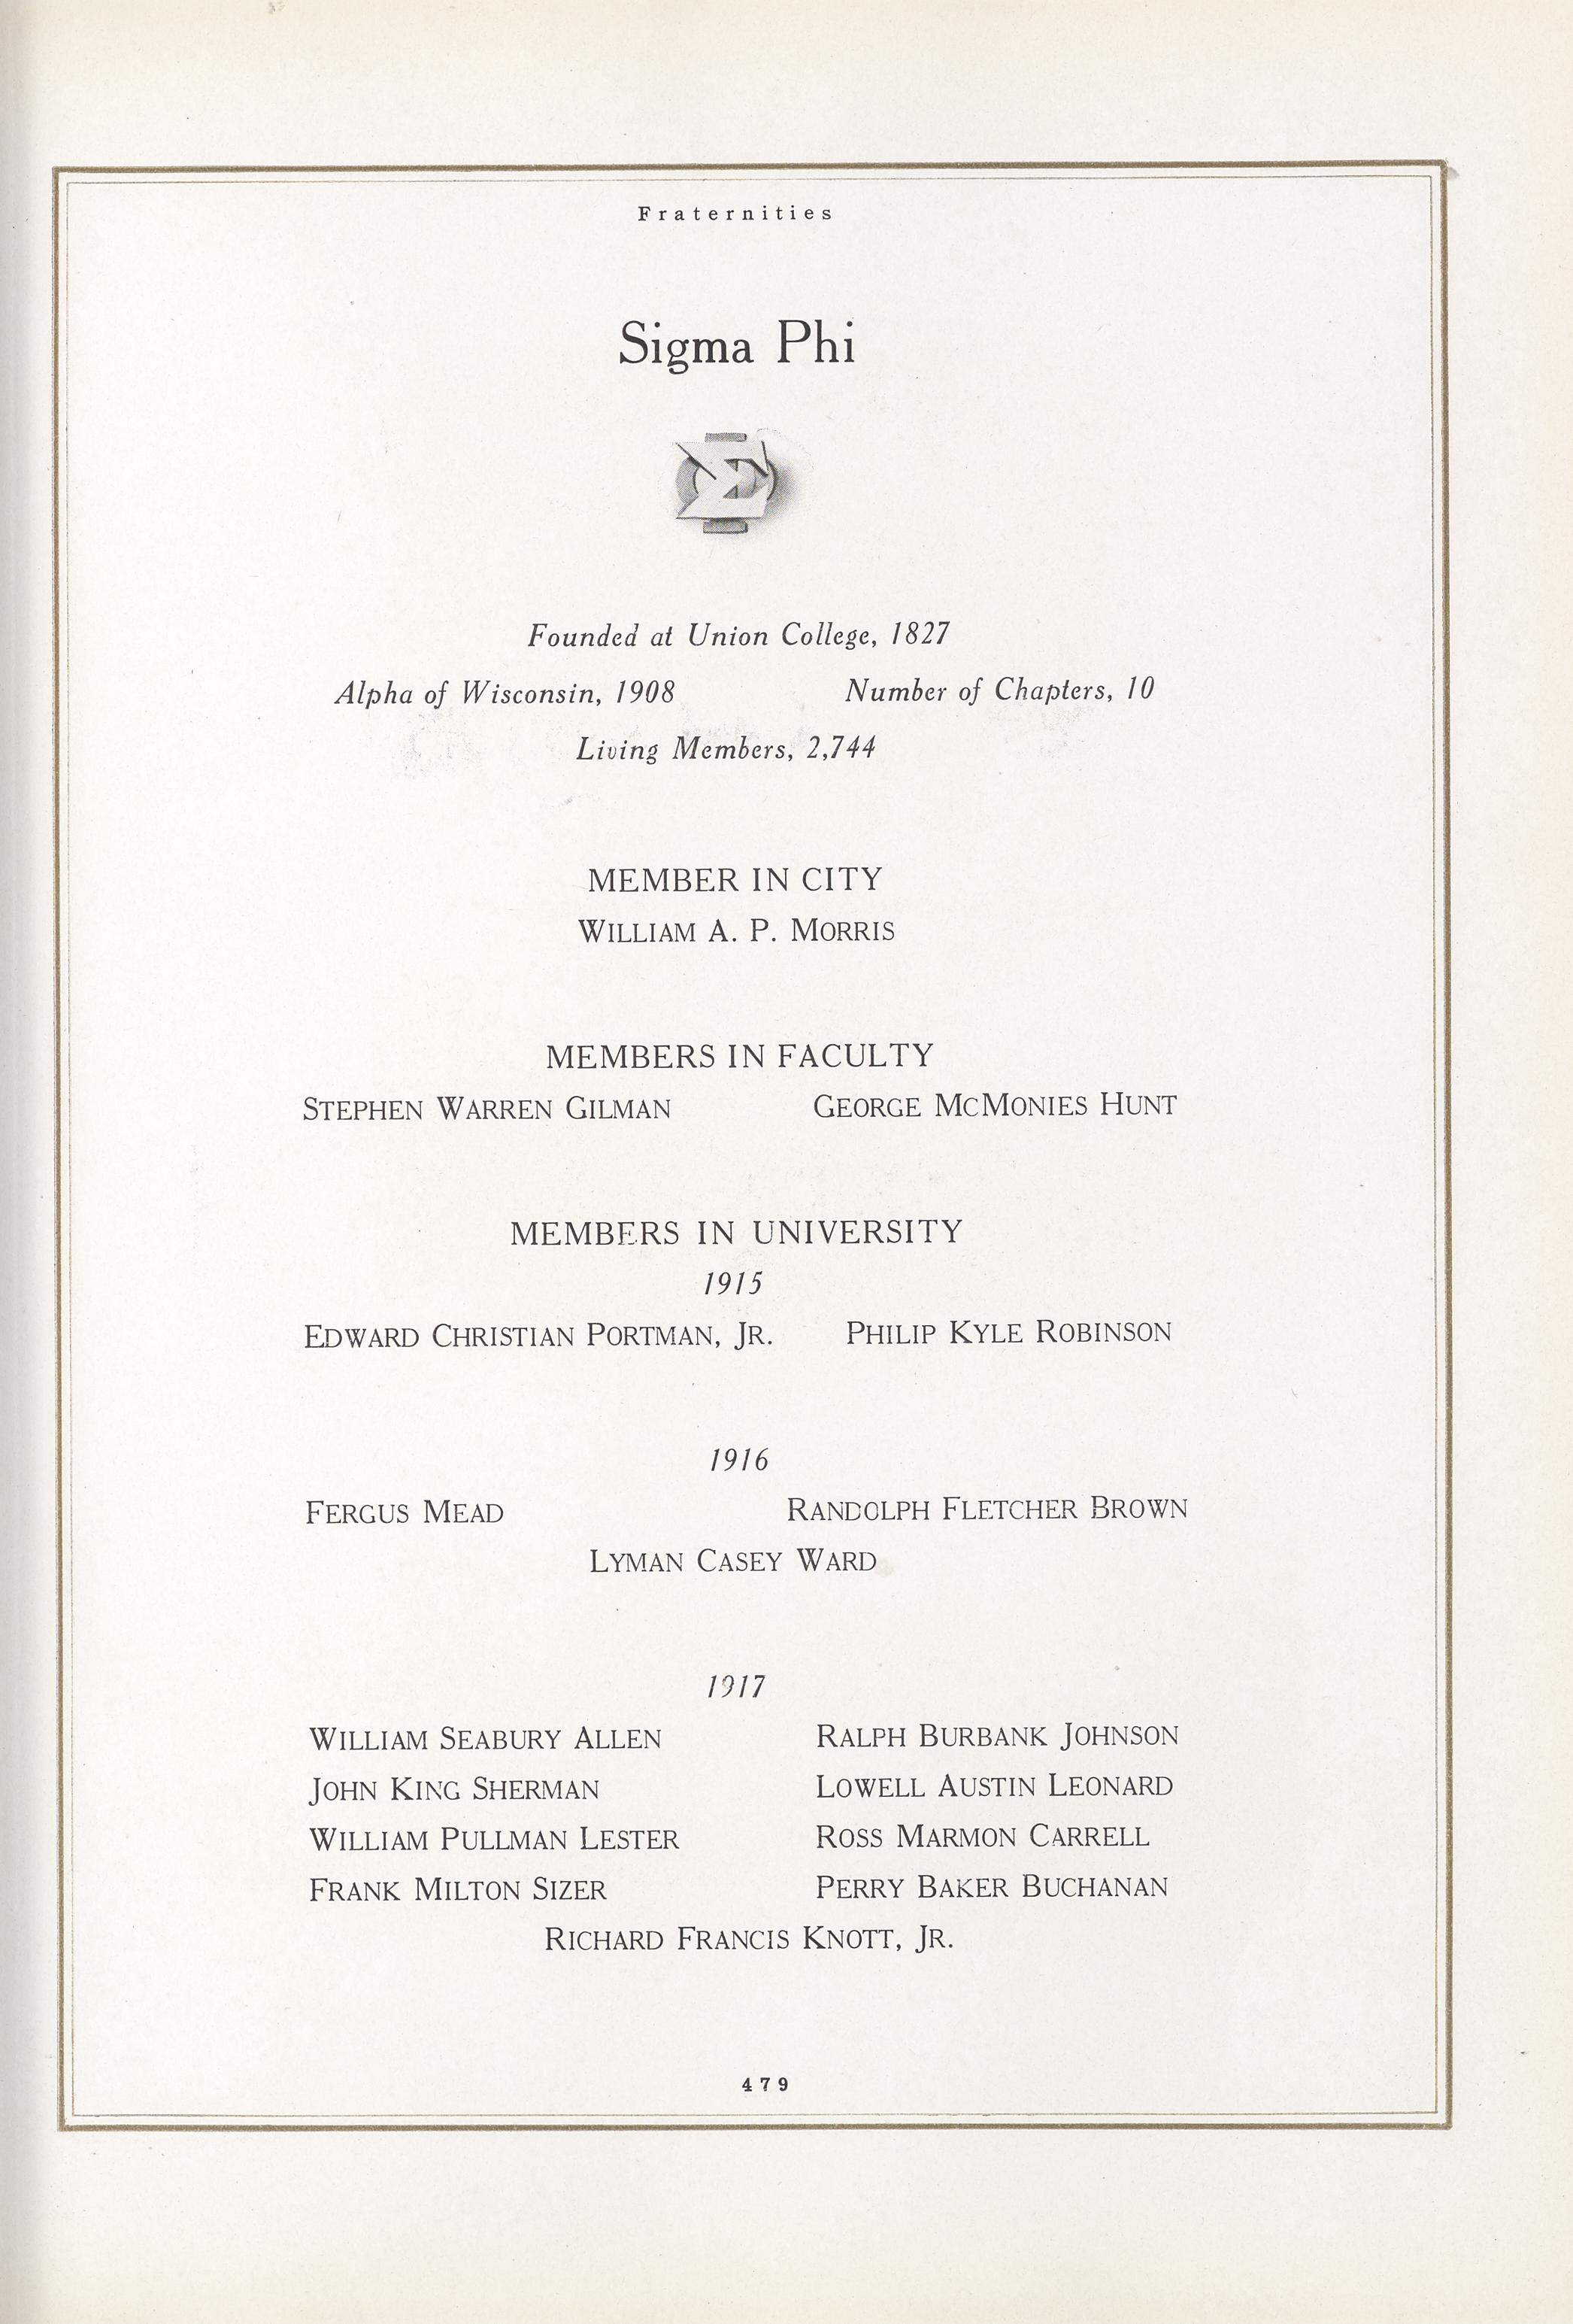 Fraternities
Sigma Phi
ΣΦ
Founded at Union College, 1827
Alpha of Wisconsin, 1908 Number of Chapters, 10
Living Members, 2,744
MEMBER IN CITY
WILLIAM A. P. MORRIS
MEMBERS IN FACULTY
STEPHEN WARREN GILMAN GEORGE MCMONIES HUNT
MEMBERS IN UNIVERSITY
1915
EDWARD CHRISTIAN PORTMAN, JR. PHILIP KYLE ROBINSON
1916
FERGUS MEAD RANDOLPH FLETCHER BROWN
LYMAN CASEY WARD
1917
WILLIAM SEABURY ALLEN RALPH BURBANK JOHNSON
JOHN KING SHERMAN LOWELL AUSTIN LEONARD
WILLIAM PULLMAN LESTER ROSS MARMON CARRELL
FRANK MILTON SIZER PERRY BAKER BUCHANAN
RICHARD FRANCIS KNOTT, JR.
479